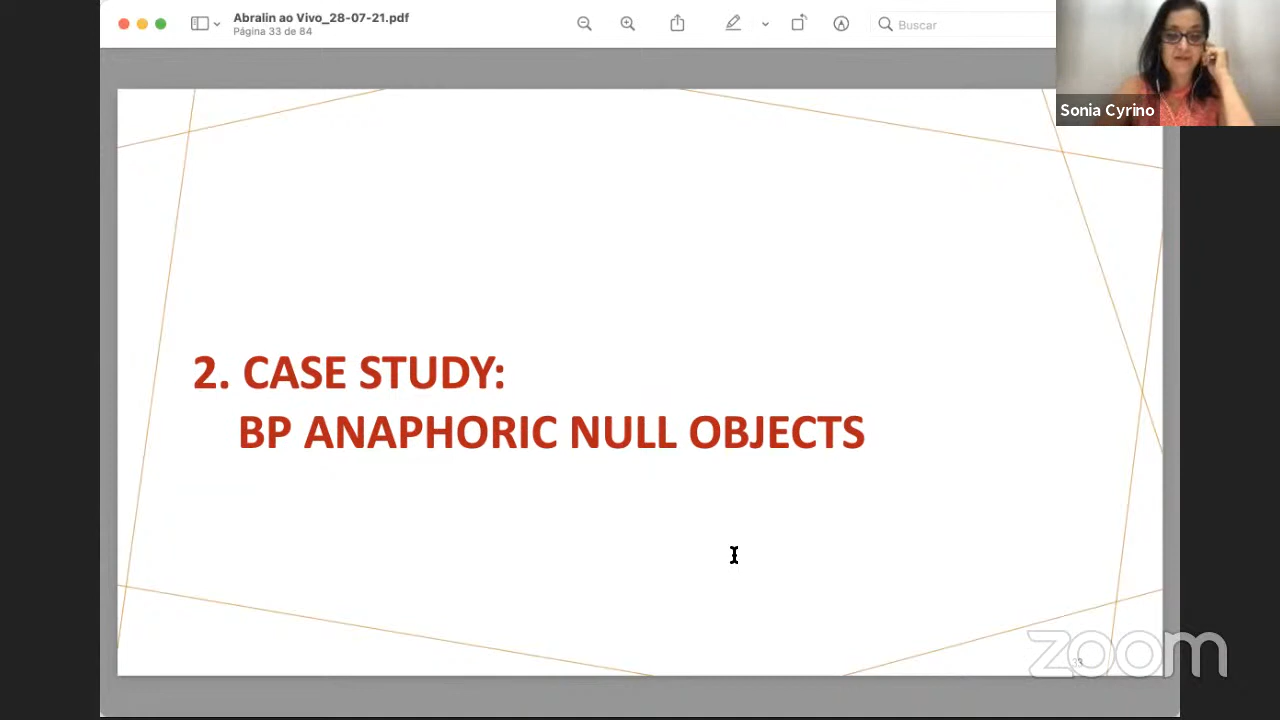 Abralin ao Vivo_28-07-21.pdf
Página 33 de 84
Buscar
Sonia Cyrino
2. CASE STUDY:
BP ANAPHORIC NULL OBJECTS
33
zoom